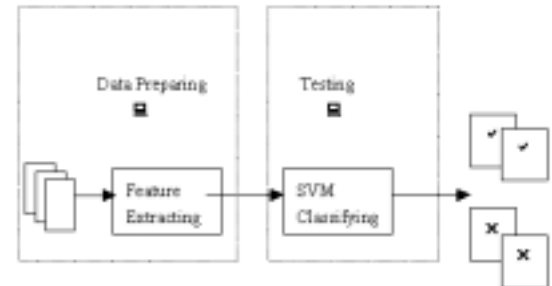 Data Preparing
Testing
Feature
Extracting
SVM
Classifying